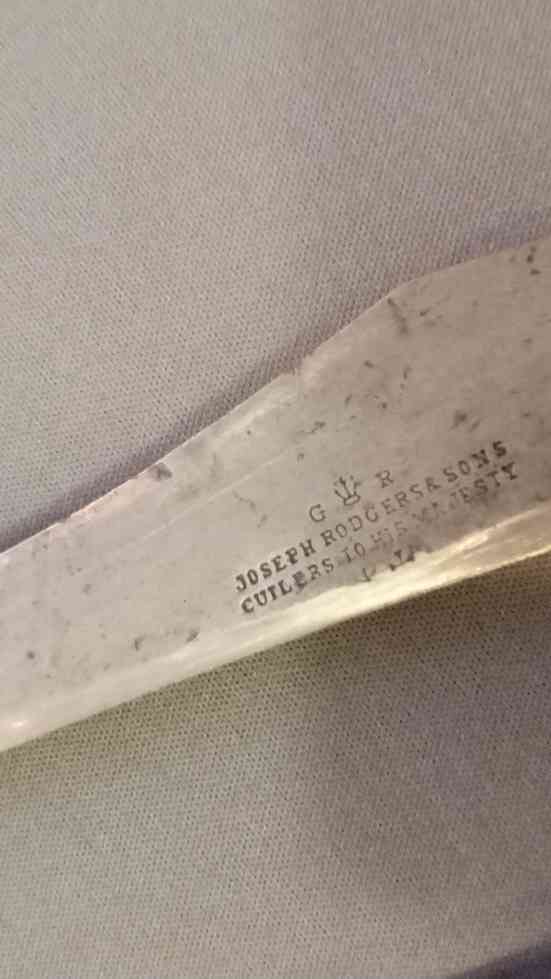 G R
JOSEPH RODGERS & SONS
CUTLERS TO HIS MAJESTY